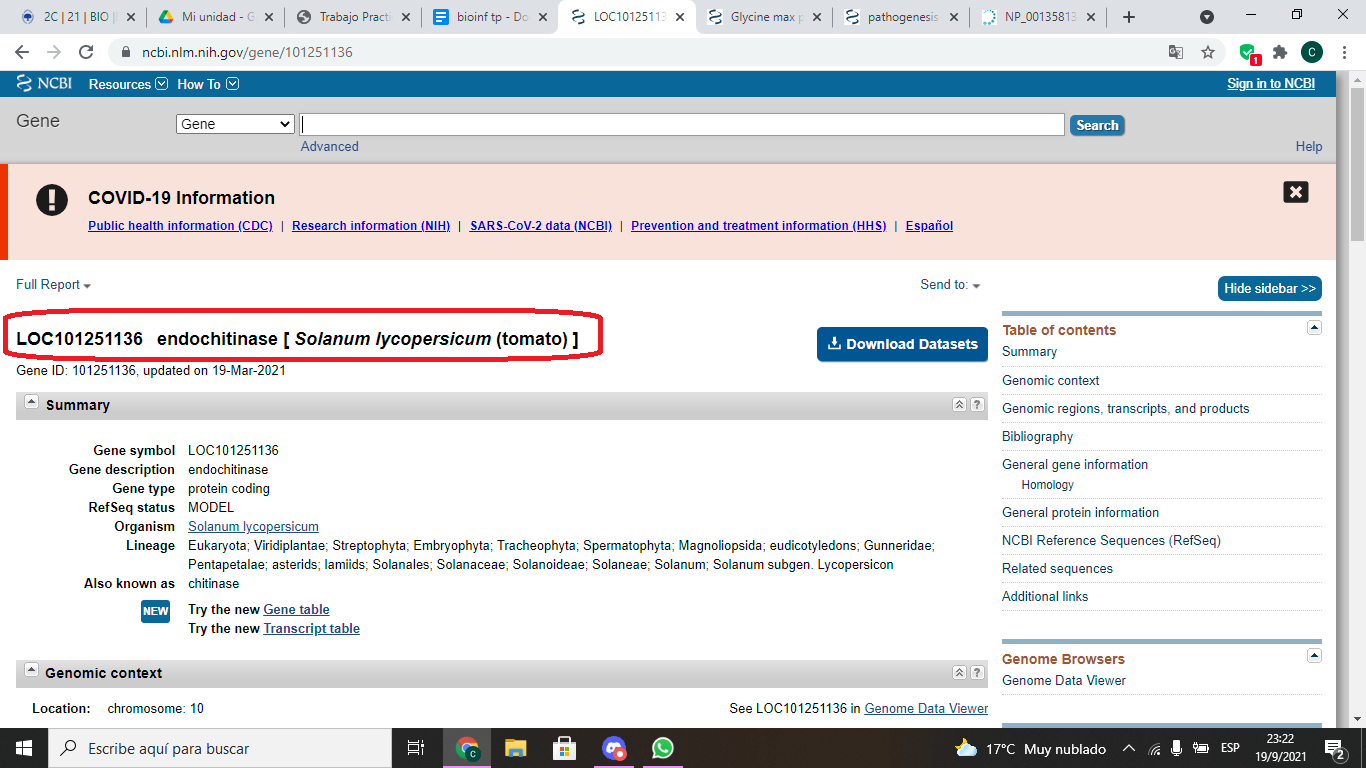 2C | 21 | BIO
Mi unidad - G
Trabajo Practi
bioinf tp - Do
LOC10125113
Glycine max p
pathogenesis
NP_00135813
ncbi.nlm.nih.gov/gene/101251136
C
1
NCBI Resources How To Sign in to NCBI
Gene Gene Search
Advanced Help
COVID-19 Information
Public health information (CDC) | Research information (NIH) | SARS-CoV-2 data (NCBI) | Prevention and treatment information (HHS) | Español
Full Report Send to: Hide sidebar >>
LOC101251136 endochitinase [ Solanum lycopersicum (tomato) ]
Download Datasets
Gene ID: 101251136, updated on 19-Mar-2021
Summary ?
Gene symbol LOC101251136
Gene description endochitinase
Gene type protein coding
RefSeq status MODEL
Organism Solanum lycopersicum
Lineage Eukaryota; Viridiplantae; Streptophyta; Embryophyta; Tracheophyta; Spermatophyta; Magnoliopsida; eudicotyledons; Gunneridae;
Pentapetalae; asterids; lamiids; Solanales; Solanaceae; Solanoideae; Solaneae; Solanum; Solanum subgen. Lycopersicon
Also known as chitinase
NEW Try the new Gene table
Try the new Transcript table
Genomic context ?
Location: chromosome: 10 See LOC101251136 in Genome Data Viewer
Table of contents
Summary
Genomic context
Genomic regions, transcripts, and products
Bibliography
General gene information
Homology
General protein information
NCBI Reference Sequences (RefSeq)
Related sequences
Additional links
Genome Browsers
Genome Data Viewer
Escribe aquí para buscar
C
17°C Muy nublado
ESP
23:22
19/9/2021
2